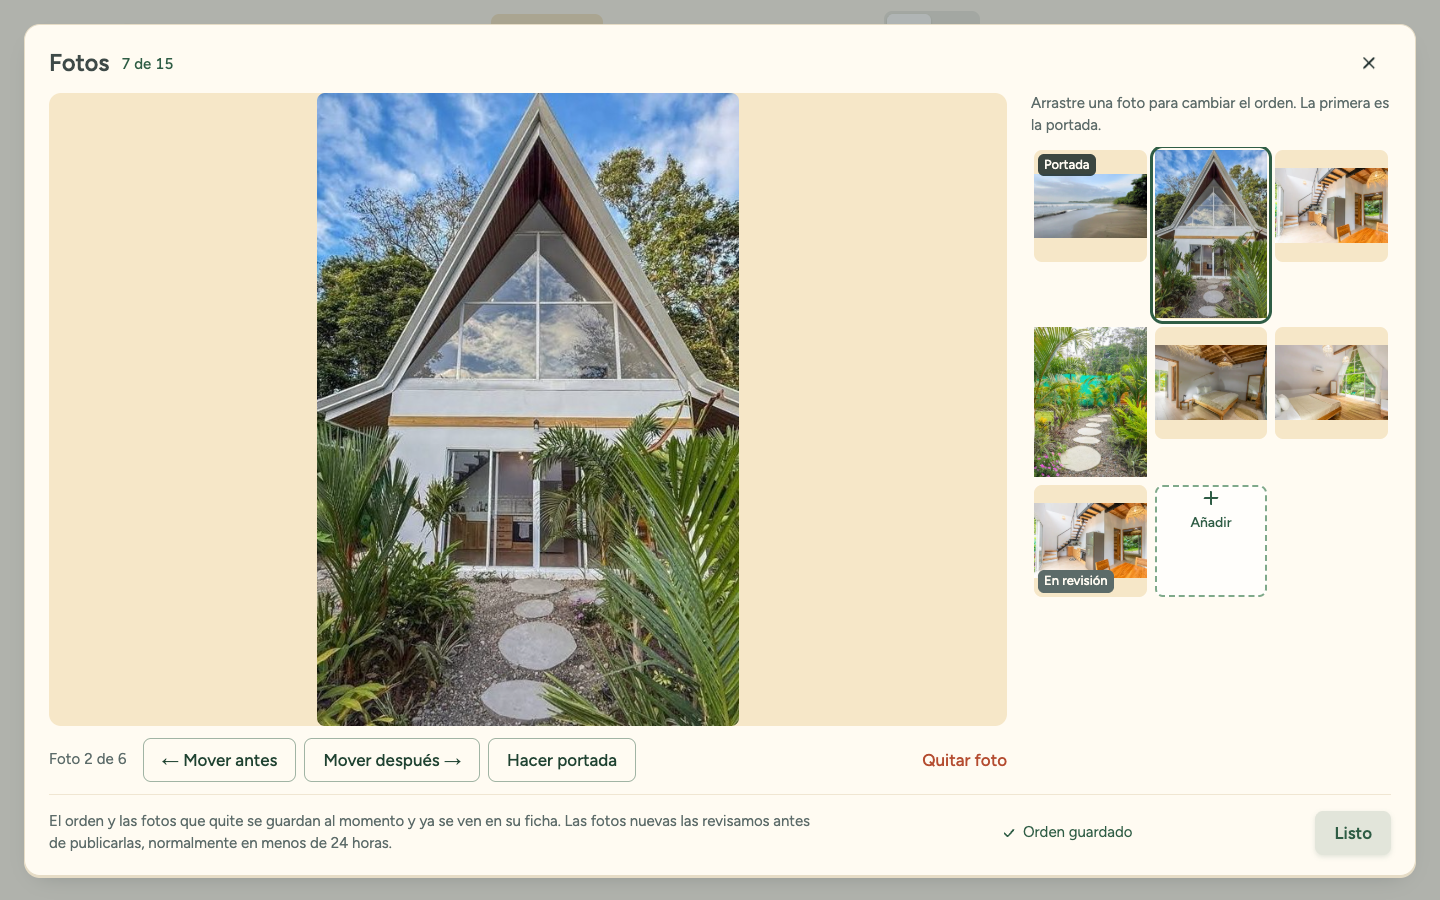 Fotos 7 de 15
Arrastre una foto para cambiar el orden. La primera es
la portada.
Portada
+
Añadir
En revisión
Foto 2 de 6
← Mover antes
Mover después →
Hacer portada
Quitar foto
El orden y las fotos que quite se guardan al momento y ya se ven en su ficha. Las fotos nuevas las revisamos antes
de publicarlas, normalmente en menos de 24 horas.
✓ Orden guardado
Listo